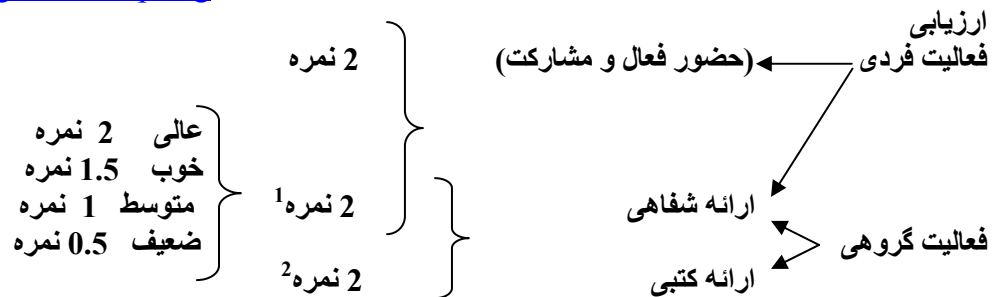 ارزیابی
فعالیت فردی (حضور فعال و مشارکت) 2 نمره
عالی 2 نمره
خوب 1.5 نمره
ارائه شفاهی 2 نمره1 متوسط 1 نمره
فعالیت گروهی ضعیف 0.5 نمره
ارائه کتبی 2 نمره2